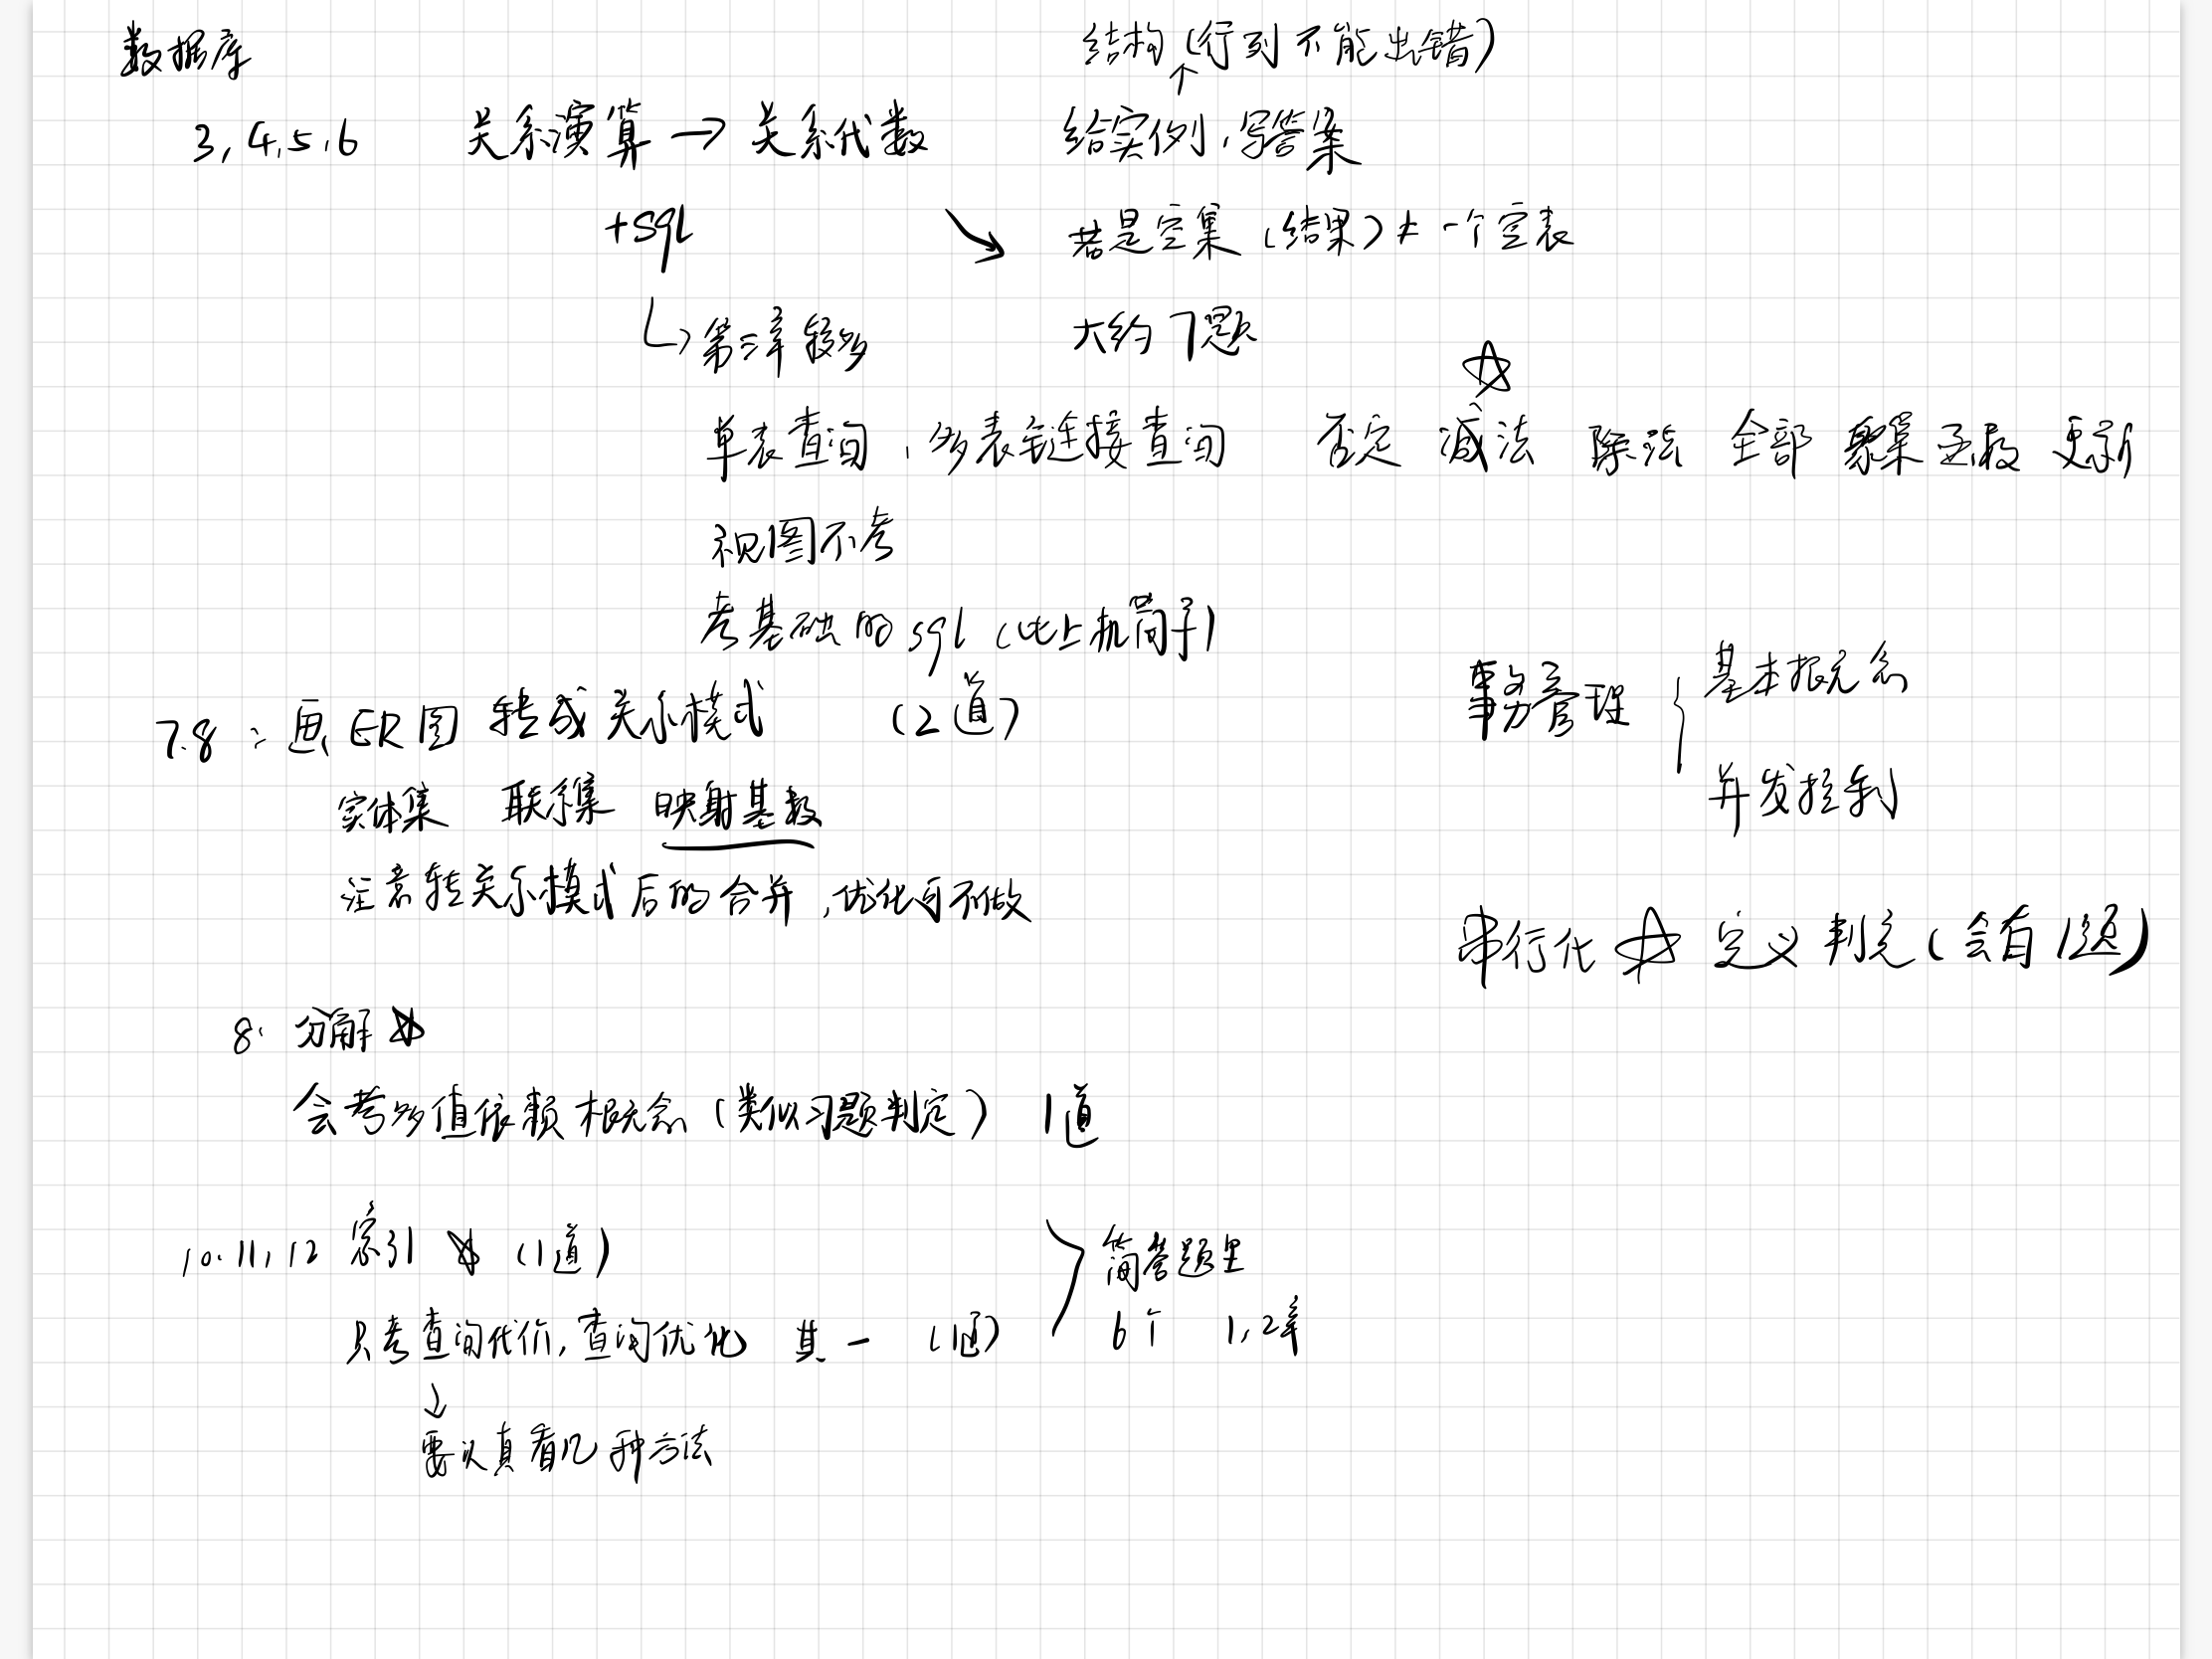 数据库
结构（行列不能出错）
3,4,5,6 关系演算→关系代数 给实例,写答案
+sql 若是空集（结果）≠一个空表
第三章较多 大约7题
单表查询,多表链接查询 否定 减法 除法 全部 聚集函数 更新
视图不考
考基础的sql（比上机简单）
7.8：画ER图 转成关系模式 （2道）
实体集 联系集 映射基数
注意转关系模式后的合并,优化可不做
事务管理 基本概念
并发控制
串行化 定义 判定（会有1题）
8. 分解
会考多值依赖概念（类似习题判定） 1道
10.11,12 索引 （1道）
只考查询代价,查询优化 其一 （1道）
↓
要认真看几种方法
简答题里
6个 1,2章